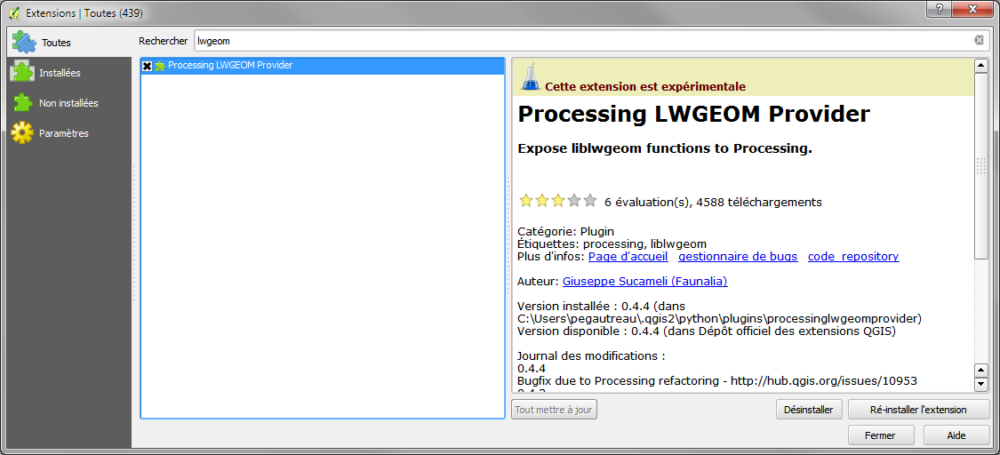 Extensions | Toutes (439)
Toutes
Installées
Non installées
Paramètres
Rechercher
lwgeom
Processing LWGEOM Provider
Cette extension est expérimentale
Processing LWGEOM Provider
Expose liblwgeom functions to Processing.
6 évaluation(s), 4588 téléchargements
Catégorie: Plugin
Étiquettes: processing, liblwgeom
Plus d'infos: Page d'accueil gestionnaire de bugs code_repository
Auteur: Giuseppe Sucameli (Faunalia)
Version installée : 0.4.4 (dans
C:\Users\pegautreau\.qgis2\python\plugins\processinglwgeomprovider)
Version disponible : 0.4.4 (dans Dépôt officiel des extensions QGIS)
Journal des modifications :
0.4.4
Bugfix due to Processing refactoring - http://hub.qgis.org/issues/10953
Tout mettre à jour
Désinstaller
Ré-installer l'extension
Fermer
Aide